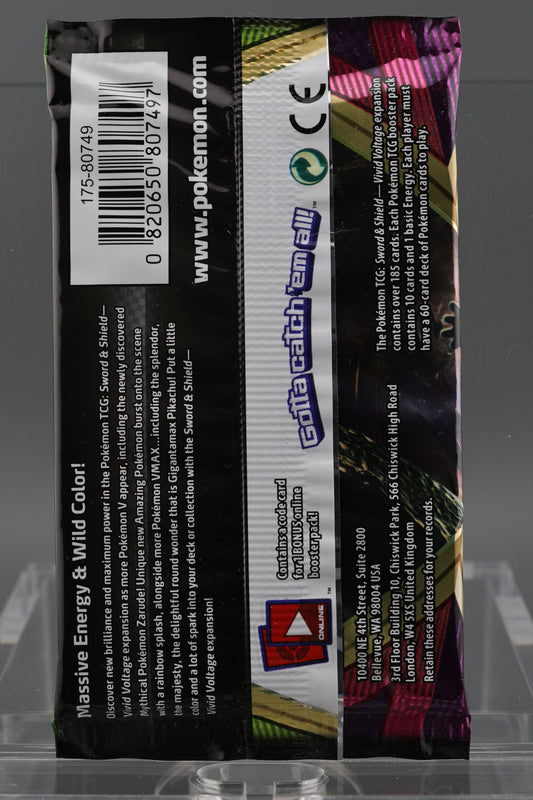 Massive Energy & Wild Color!
Discover new brilliance and maximum power in the Pokémon TCG: Sword & Shield—
Vivid Voltage expansion as more Pokémon V appear, including the newly discovered
Mythical Pokémon Zarude! Unique new Amazing Pokémon burst onto the scene
with a rainbow splash, alongside more Pokémon VMAX...including the splendor,
the majesty, the delightful round wonder that is Gigantamax Pikachu! Put a little
color and a lot of spark into your deck or collection with the Sword & Shield—
Vivid Voltage expansion!
175-80749
0 820650 807497
www.pokemon.com
ONLINE
™
Contains a code card
for 1 BONUS online
booster pack!
Gotta catch 'em all!™
CE
10400 NE 4th Street, Suite 2800
Bellevue, WA 98004 USA
3rd Floor Building 10, Chiswick Park, 566 Chiswick High Road
London, W4 5XS United Kingdom
Retain these addresses for your records.
The Pokémon TCG: Sword & Shield—Vivid Voltage expansion
contains over 185 cards. Each Pokémon TCG booster pack
contains 10 cards and 1 basic Energy. Each player must
have a 60-card deck of Pokémon cards to play.